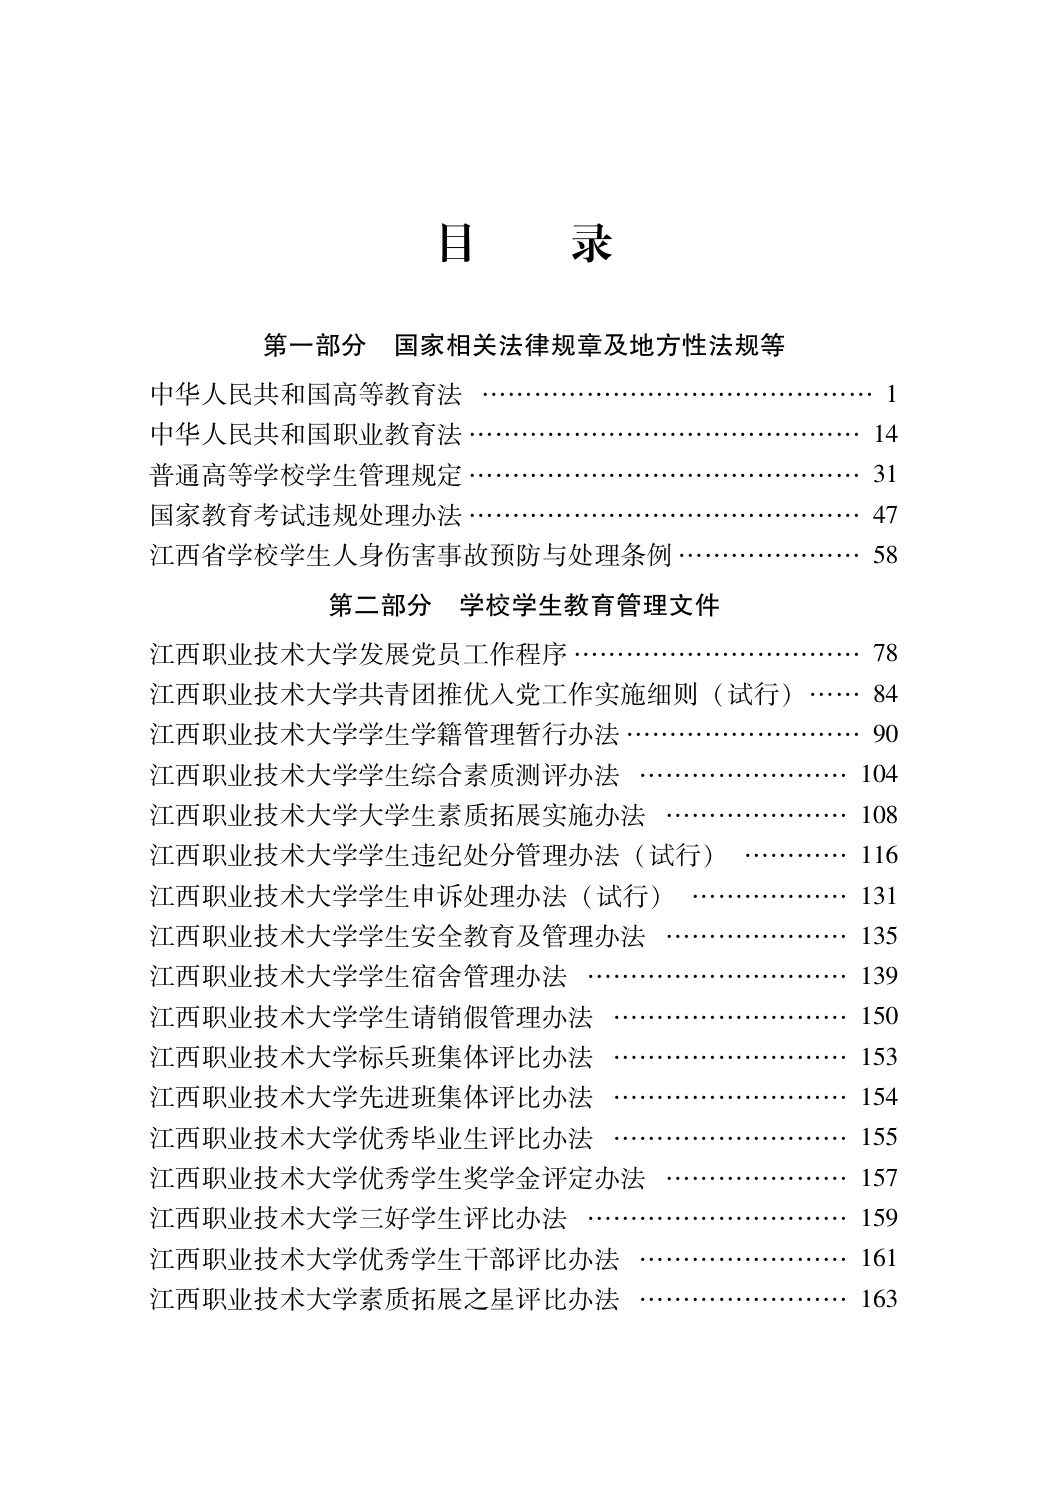 目 录
第一部分 国家相关法律规章及地方性法规等
中华人民共和国高等教育法 …………………………………… 1
中华人民共和国职业教育法 …………………………………… 14
普通高等学校学生管理规定 …………………………………… 31
国家教育考试违规处理办法 …………………………………… 47
江西省学校学生人身伤害事故预防与处理条例 ………………… 58
第二部分 学校学生教育管理文件
江西职业技术大学发展党员工作程序 …………………………… 78
江西职业技术大学共青团推优入党工作实施细则（试行） …… 84
江西职业技术大学学生学籍管理暂行办法 ……………………… 90
江西职业技术大学学生综合素质测评办法 …………………… 104
江西职业技术大学大学生素质拓展实施办法 ………………… 108
江西职业技术大学学生违纪处分管理办法（试行） ………… 116
江西职业技术大学学生申诉处理办法（试行） ……………… 131
江西职业技术大学学生安全教育及管理办法 ………………… 135
江西职业技术大学学生宿舍管理办法 ………………………… 139
江西职业技术大学学生请销假管理办法 ……………………… 150
江西职业技术大学标兵班集体评比办法 ……………………… 153
江西职业技术大学先进班集体评比办法 ……………………… 154
江西职业技术大学优秀毕业生评比办法 ……………………… 155
江西职业技术大学优秀学生奖学金评定办法 ………………… 157
江西职业技术大学三好学生评比办法 ………………………… 159
江西职业技术大学优秀学生干部评比办法 …………………… 161
江西职业技术大学素质拓展之星评比办法 …………………… 163